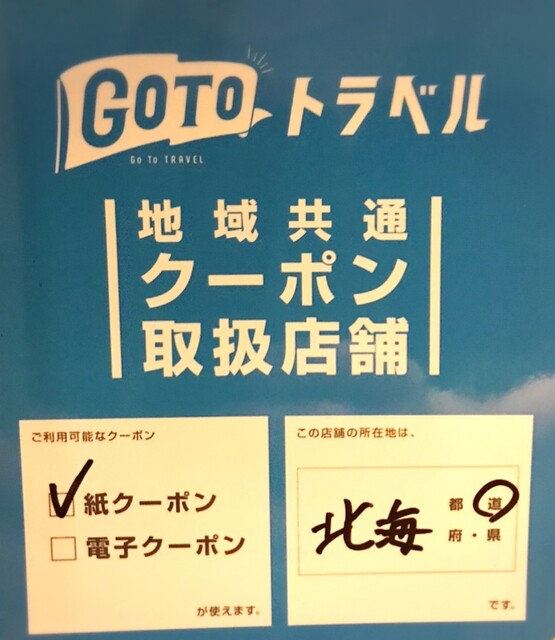 GOTO トラベル
Go To TRAVEL
地域共通
クーポン
取扱店舗
ご利用可能なクーポン
紙クーポン
電子クーポン
が使えます。
この店舗の所在地は、
北海 都 道
府・県
です。